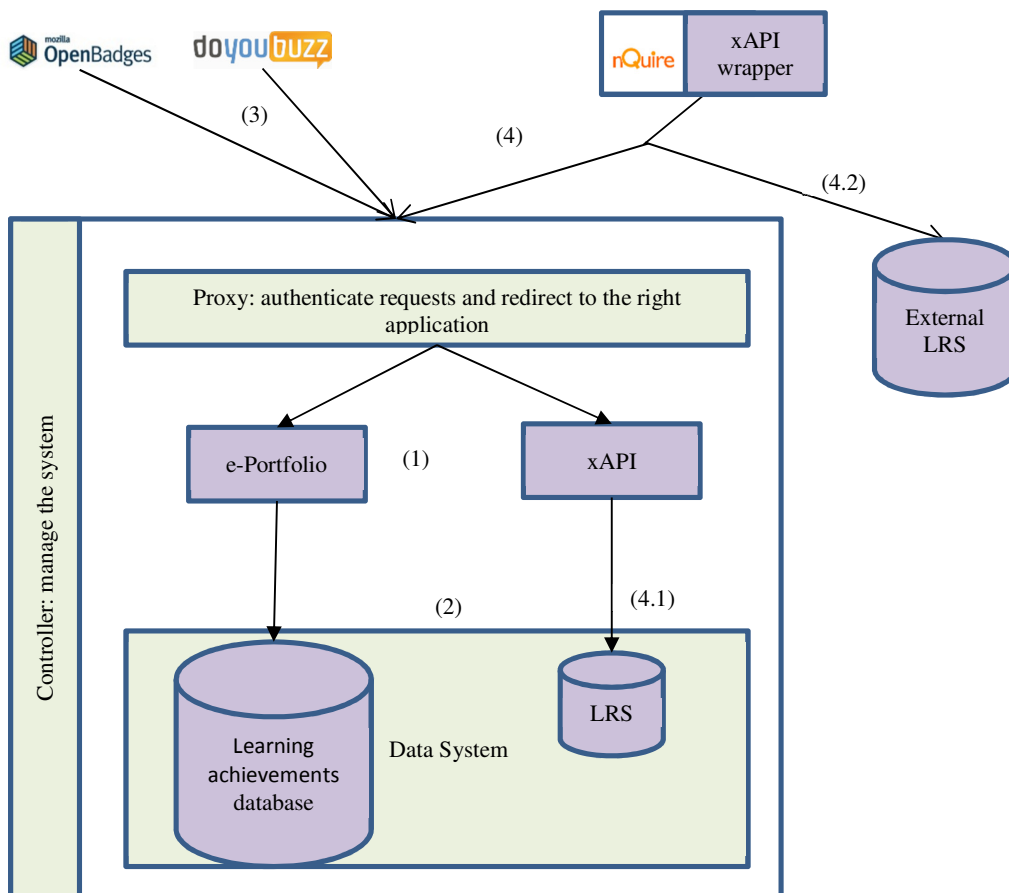 mozilla
OpenBadges
doyoubuzz
nQuire
xAPI
wrapper
(3)
(4)
(4.2)
External
LRS
Controller: manage the system
Proxy: authenticate requests and redirect to the right
application
e-Portfolio
(1)
xAPI
(2)
(4.1)
Learning
achievements
database
Data System
LRS